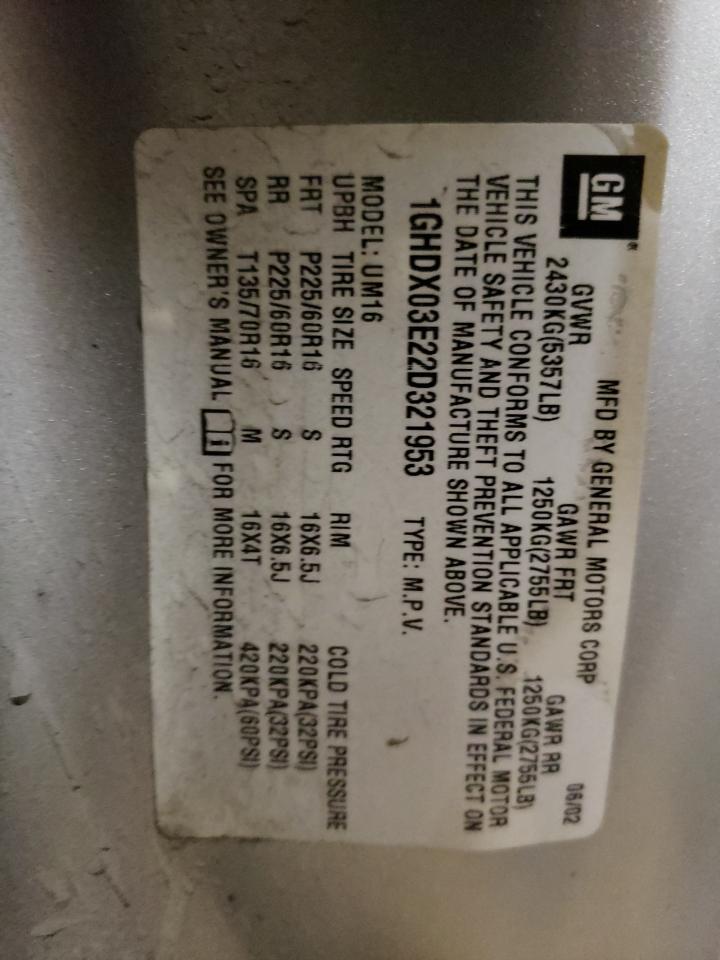 GM®
MFD BY GENERAL MOTORS CORP 06/02
GVWR GAWR FRT GAWR RR
2430KG(5357LB) 1250KG(2755LB) 1250KG(2755LB)
THIS VEHICLE CONFORMS TO ALL APPLICABLE U.S. FEDERAL MOTOR
VEHICLE SAFETY AND THEFT PREVENTION STANDARDS IN EFFECT ON
THE DATE OF MANUFACTURE SHOWN ABOVE.
1GHDX03E22D321953 TYPE: M.P.V.
MODEL: UM16
UPBH TIRE SIZE SPEED RTG RIM COLD TIRE PRESSURE
FRT P225/60R16 S 16X6.5J 220KPA(32PSI)
RR P225/60R16 S 16X6.5J 220KPA(32PSI)
SPA T135/70R16 M 16X4T 420KPA(60PSI)
SEE OWNER'S MANUAL i FOR MORE INFORMATION.